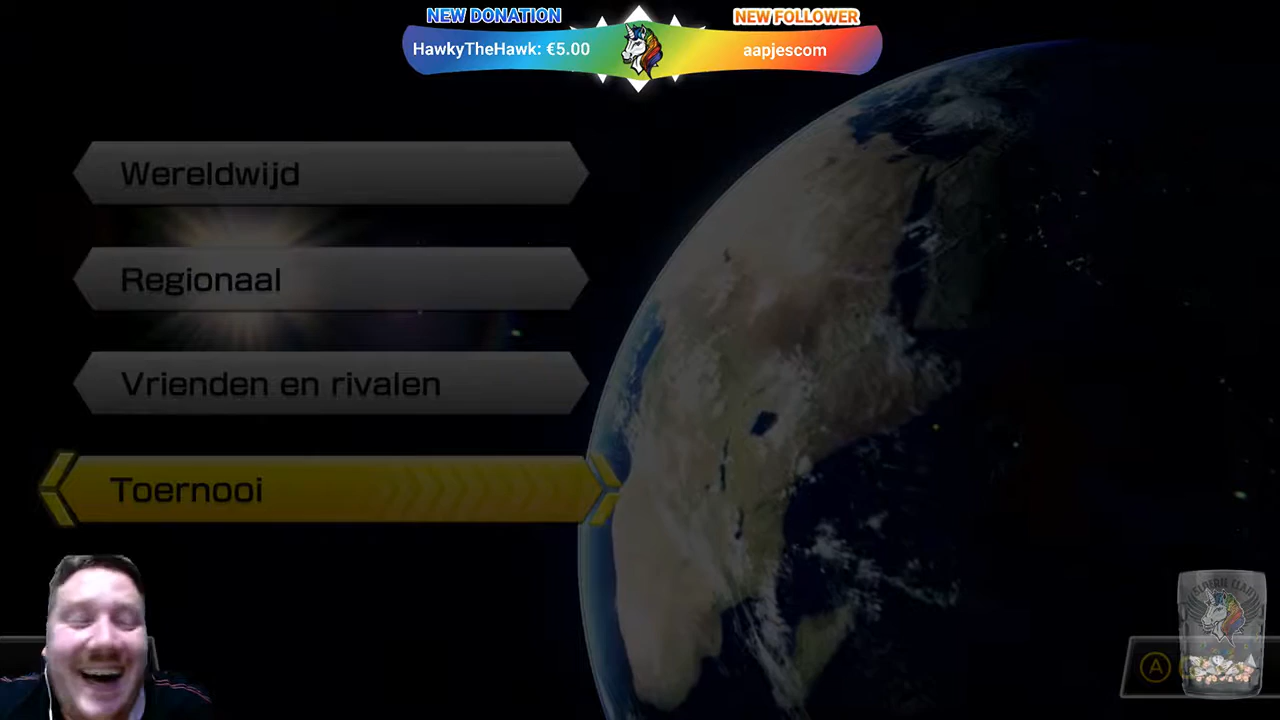 NEW DONATION
NEW FOLLOWER
HawkyTheHawk: €5.00
aapjescom
Wereldwijd
Regionaal
Vrienden en rivalen
Toernooi
A